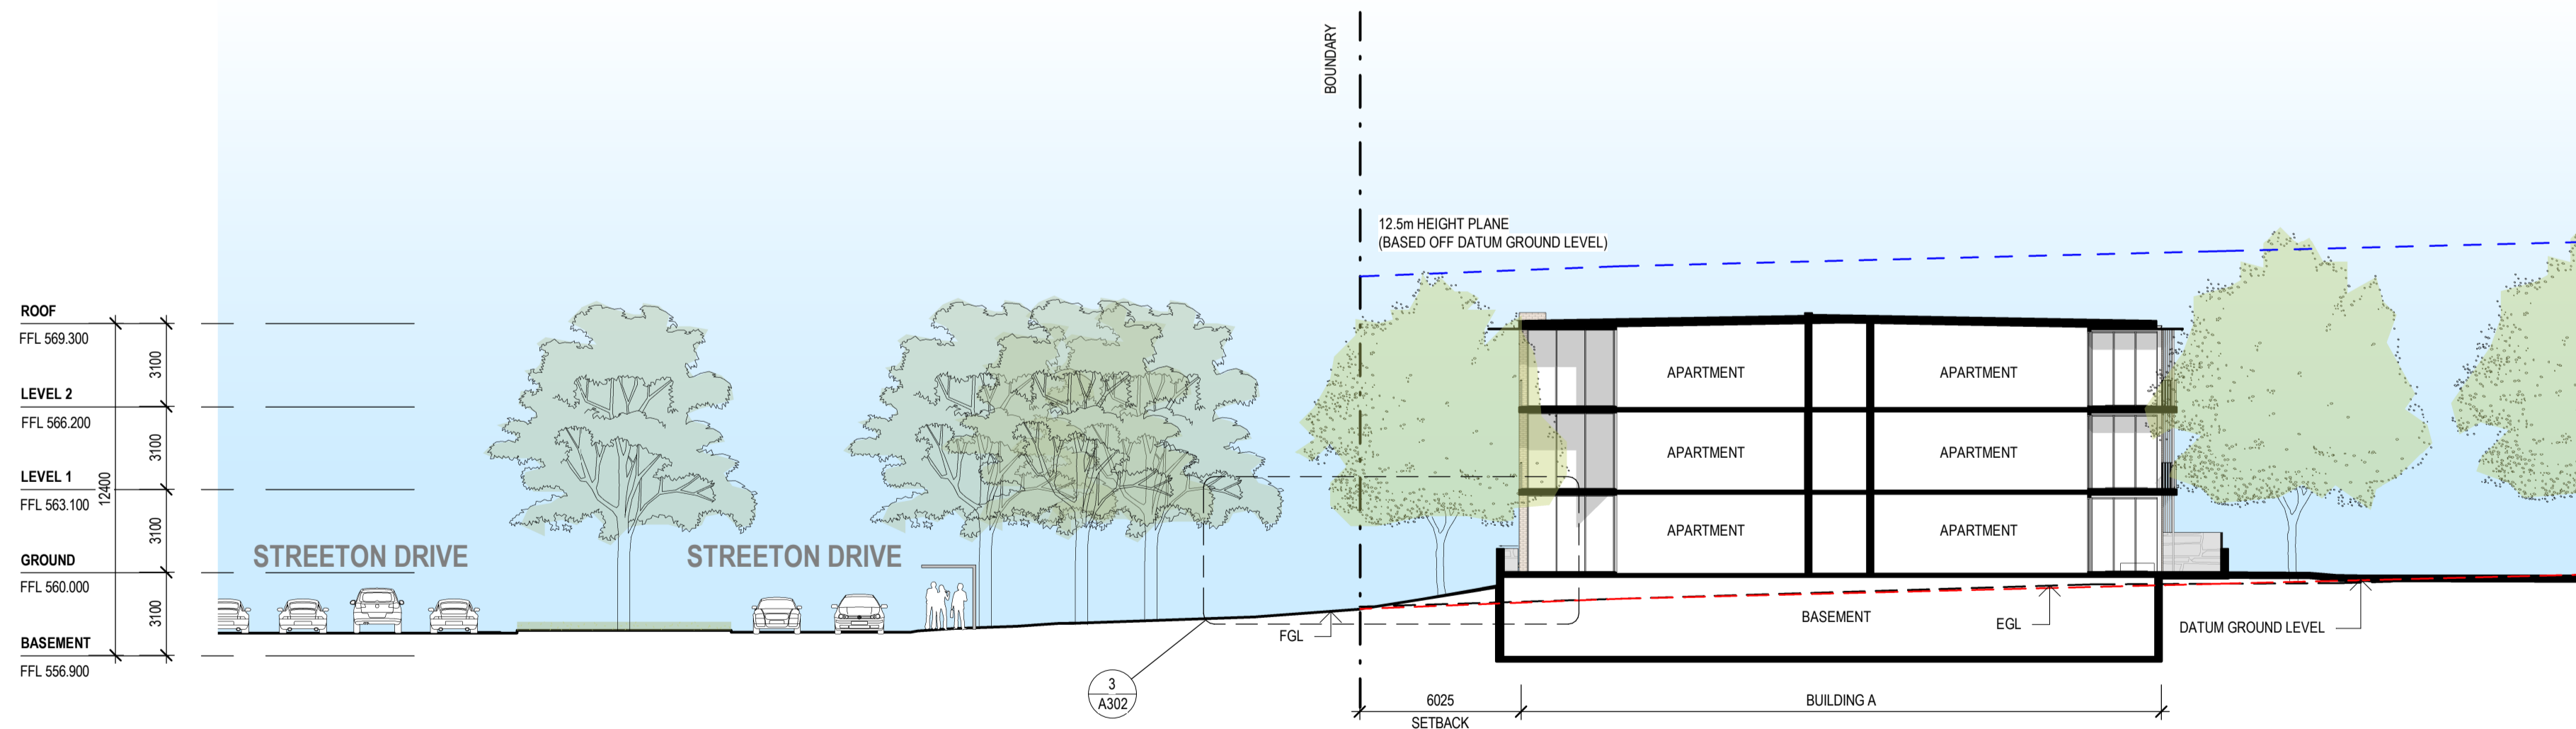 BOUNDARY
12.5m HEIGHT PLANE
(BASED OFF DATUM GROUND LEVEL)
ROOF
FFL 569.300
3100
LEVEL 2
FFL 566.200
3100
LEVEL 1
FFL 563.100
12400
3100
GROUND
FFL 560.000
3100
BASEMENT
FFL 556.900
STREETON DRIVE
STREETON DRIVE
APARTMENT
APARTMENT
APARTMENT
APARTMENT
APARTMENT
APARTMENT
BASEMENT
FGL
EGL
DATUM GROUND LEVEL
3
A302
6025
SETBACK
BUILDING A